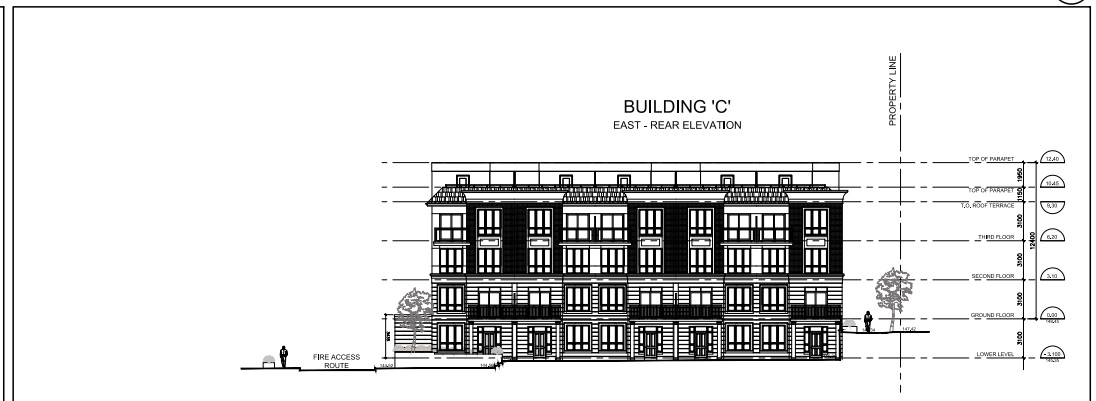 BUILDING 'C'
EAST - REAR ELEVATION
PROPERTY LINE
TOP OF PARAPET 12.40
1950
TOP OF PARAPET 10.45
1150
T.O. ROOF TERRACE 9.30
3100
12400
THIRD FLOOR 6.20
3100
SECOND FLOOR 3.10
3100
GROUND FLOOR 0.00
3100
147.42
LOWER LEVEL -3.100
FIRE ACCESS
ROUTE